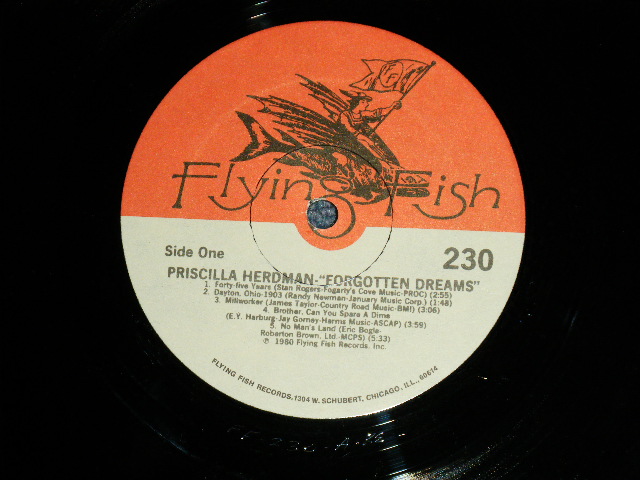 FF
Flying Fish
Side One
230
PRISCILLA HERDMAN-"FORGOTTEN DREAMS"
1. Forty-five Years (Stan Rogers-Fogarty's Cove Music-PROC) (2:55)
2. Dayton, Ohio-1903 (Randy Newman-January Music Corp.) (1:48)
3. Millworker (James Taylor-Country Road Music-BMI) (3:06)
4. Brother, Can You Spare A Dime
(E.Y. Harburg-Jay Gorney-Harms Music-ASCAP) (3:59)
5. No Man's Land (Eric Bogle-
Robertson Brown, Ltd.-MCPS) (5:33)
℗ 1980 Flying Fish Records, Inc.
FLYING FISH RECORDS, 1304 W. SCHUBERT, CHICAGO, ILL., 60614